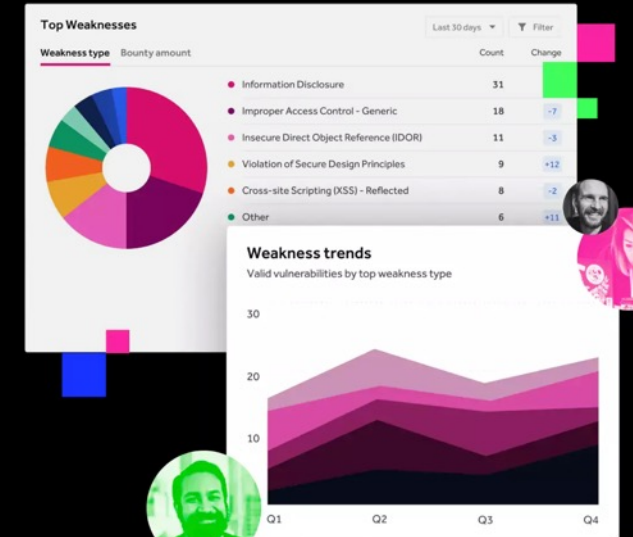 Top Weaknesses
Last 30 days Filter
Weakness type Bounty amount Count Change
Information Disclosure 31
Improper Access Control - Generic 18 -7
Insecure Direct Object Reference (IDOR) 11 -3
Violation of Secure Design Principles 9 +12
Cross-site Scripting (XSS) - Reflected 8 -2
Other 6 +11
Weakness trends
Valid vulnerabilities by top weakness type
30
20
10
Q1 Q2 Q3 Q4